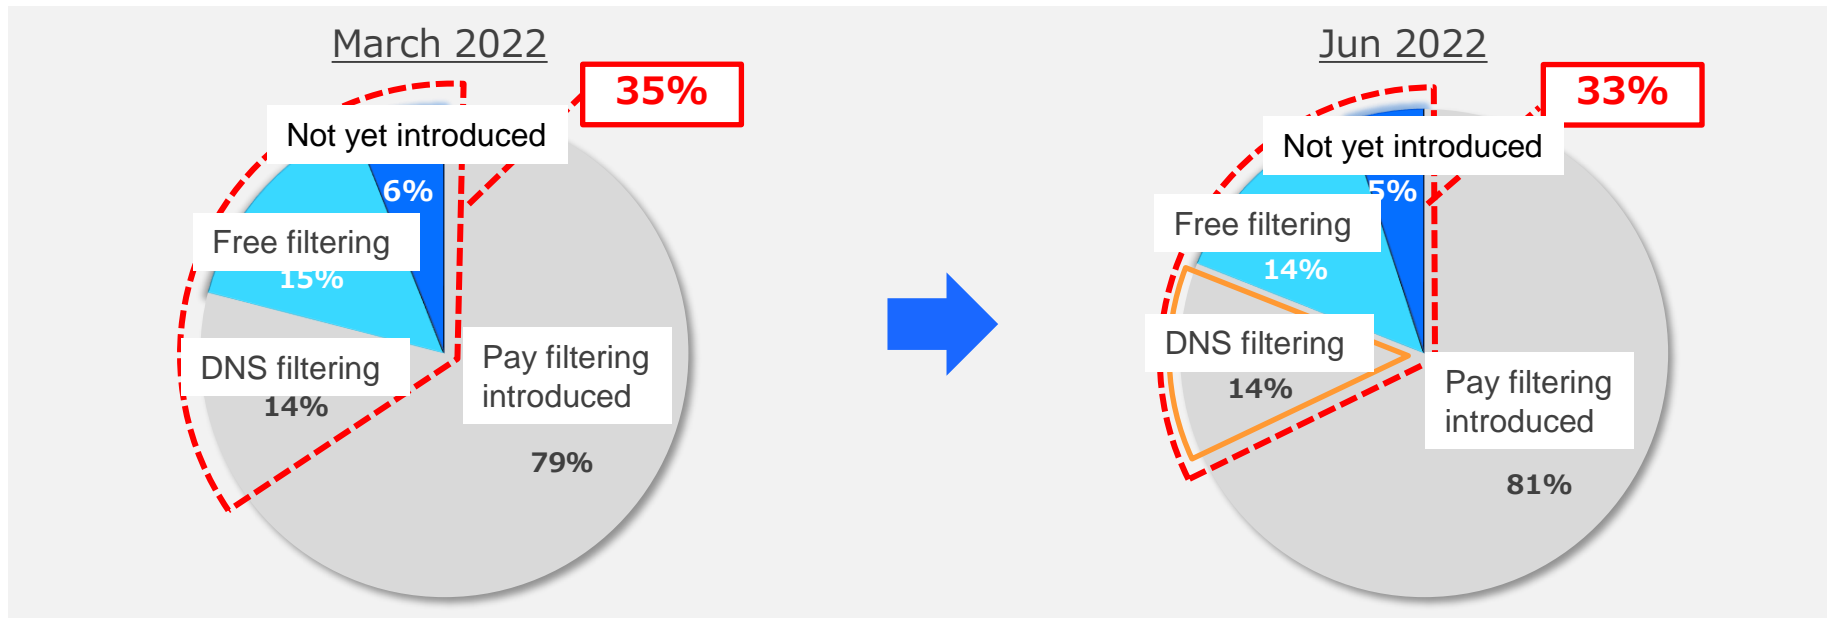 March 2022
35%
Not yet introduced
6%
Free filtering
15%
DNS filtering
14%
Pay filtering
introduced
79%
Jun 2022
33%
Not yet introduced
5%
Free filtering
14%
DNS filtering
14%
Pay filtering
introduced
81%